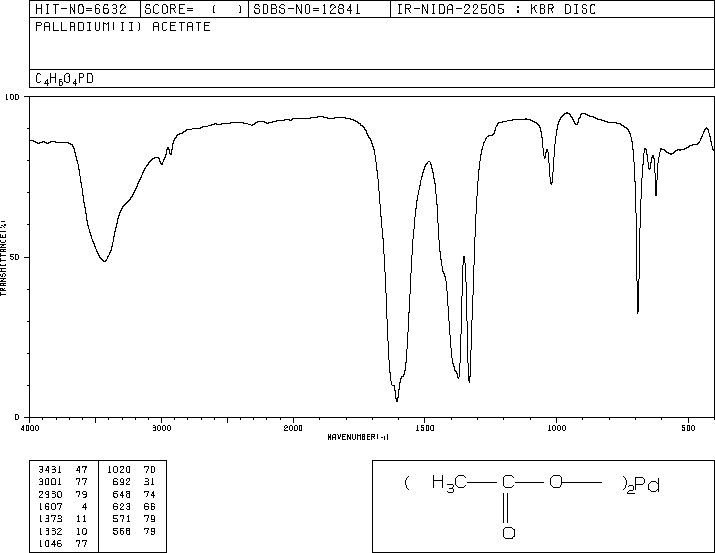 HIT-NO=6632 SCORE= ( ) SDBS-NO=12841 IR-NIDA-22505 : KBR DISC
PALLADIUM(II) ACETATE
C4H6O4PD
100
50
0
TRANSMITTANCE(%)
4000 3000 2000 1500 1000 500
WAVENUMBER(-1)
3431 47 1020 70
3001 77 692 31
2930 79 648 74
1607 4 623 66
1373 11 571 79
1332 10 568 79
1046 77
( H3C C O )2Pd
O